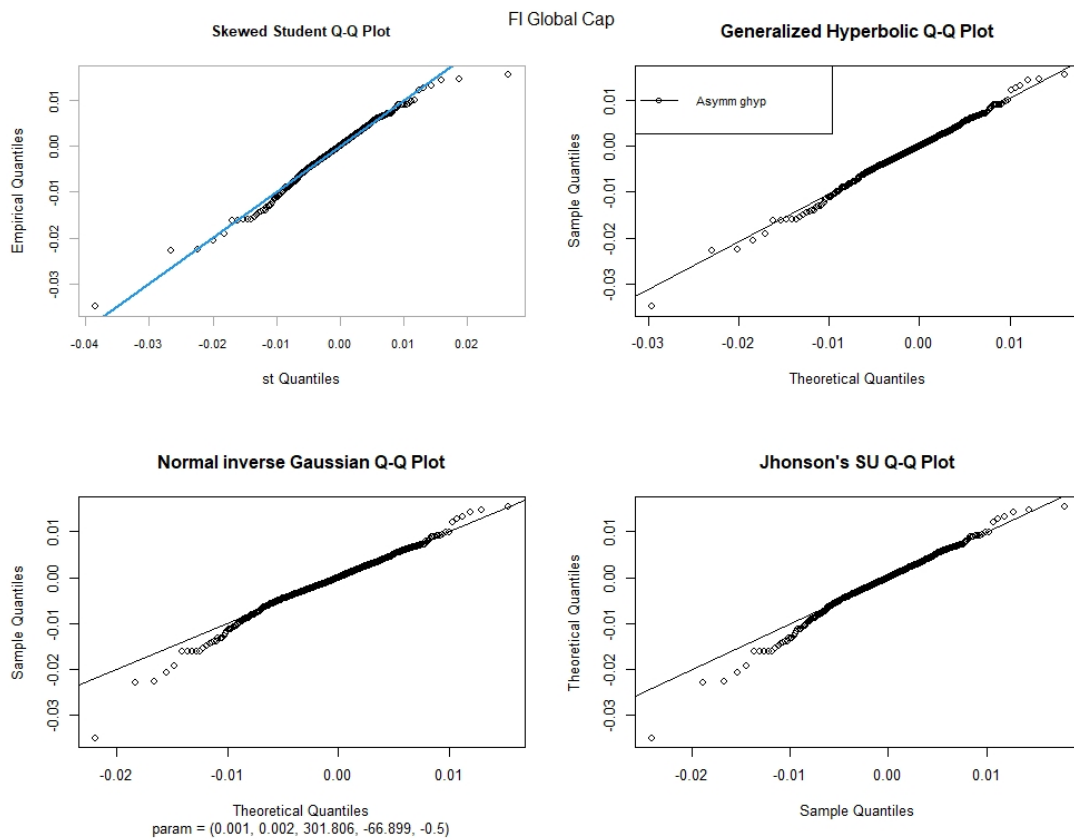 FI Global Cap
Skewed Student Q-Q Plot
Empirical Quantiles
0.01
0.00
-0.01
-0.02
-0.03
-0.04 -0.03 -0.02 -0.01 0.00 0.01 0.02
st Quantiles
Generalized Hyperbolic Q-Q Plot
Asymm ghyp
Sample Quantiles
0.01
0.00
-0.01
-0.02
-0.03
-0.03 -0.02 -0.01 0.00 0.01
Theoretical Quantiles
Normal inverse Gaussian Q-Q Plot
Sample Quantiles
0.01
0.00
-0.01
-0.02
-0.03
-0.02 -0.01 0.00 0.01
Theoretical Quantiles
param = (0.001, 0.002, 301.806, -66.899, -0.5)
Jhonson's SU Q-Q Plot
Theoretical Quantiles
0.01
0.00
-0.01
-0.02
-0.03
-0.02 -0.01 0.00 0.01
Sample Quantiles